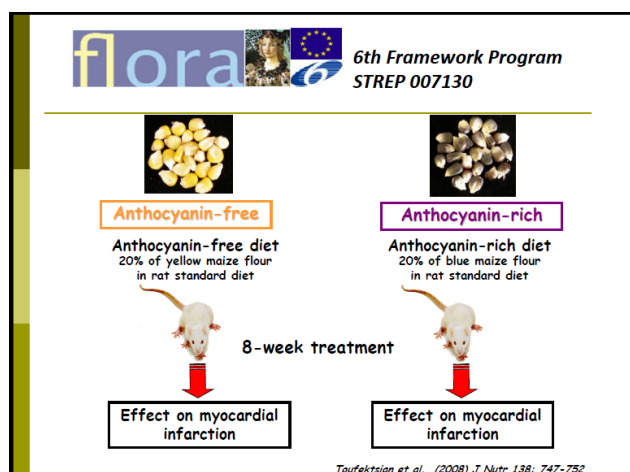 flora
6
6th Framework Program
STREP 007130
Anthocyanin-free
Anthocyanin-rich
Anthocyanin-free diet
20% of yellow maize flour
in rat standard diet
Anthocyanin-rich diet
20% of blue maize flour
in rat standard diet
8-week treatment
Effect on myocardial
infarction
Effect on myocardial
infarction
Toufektsian et al. (2008) J Nutr 138: 747-752